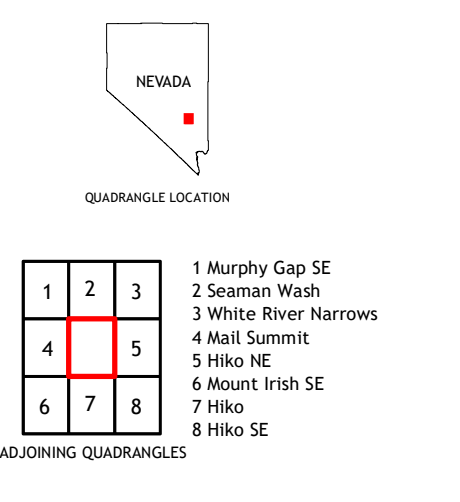 NEVADA
QUADRANGLE LOCATION
1 2 3
4 5
6 7 8
ADJOINING QUADRANGLES
1 Murphy Gap SE
2 Seaman Wash
3 White River Narrows
4 Mail Summit
5 Hiko NE
6 Mount Irish SE
7 Hiko
8 Hiko SE